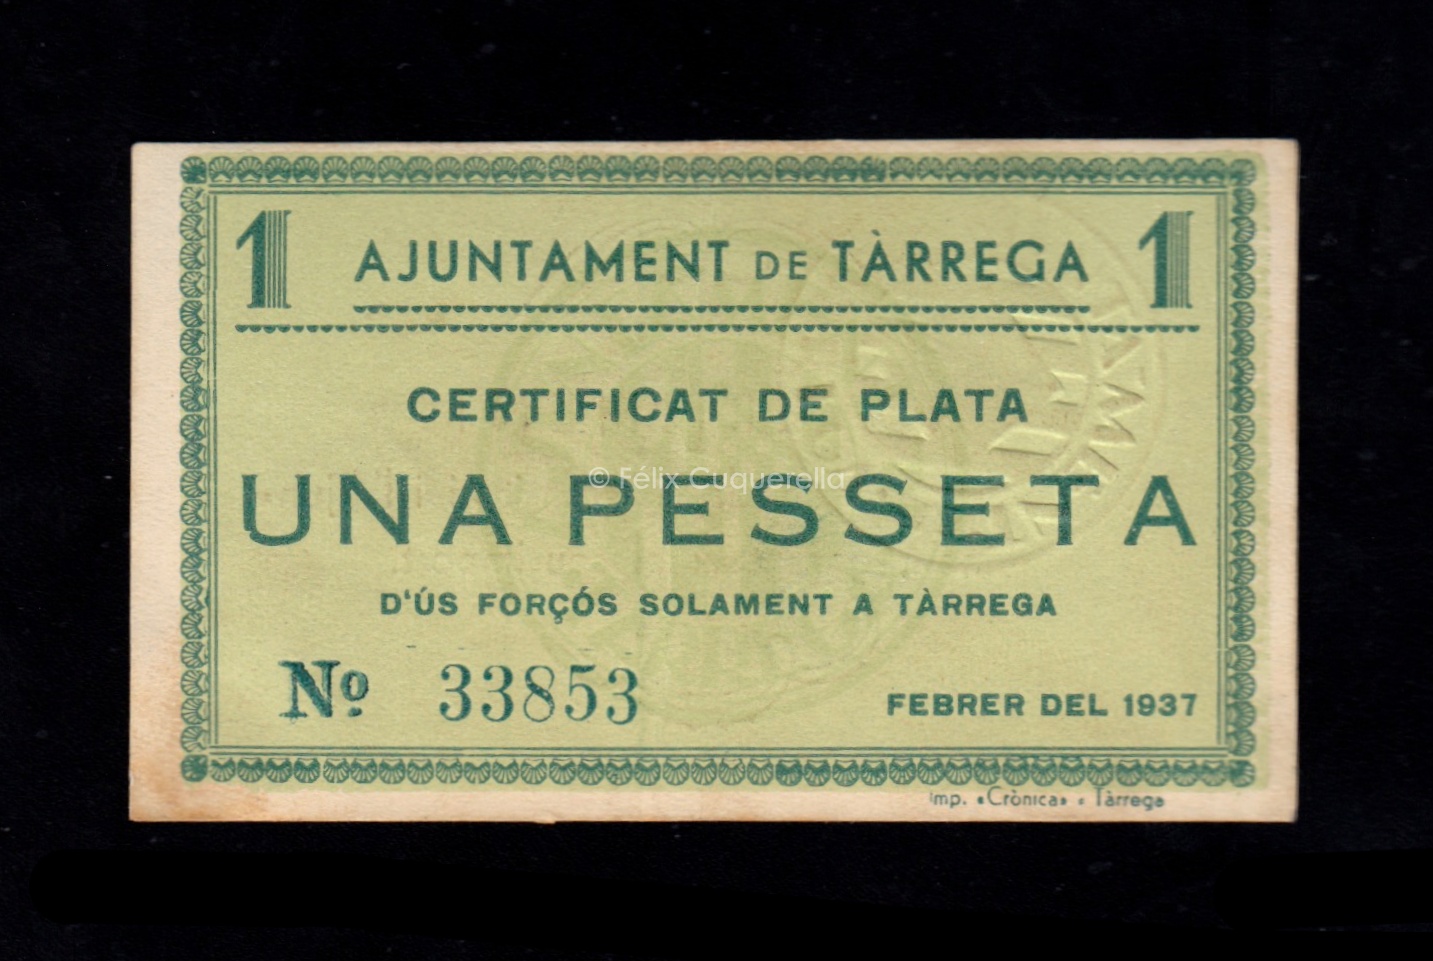 1 AJUNTAMENT DE TÀRREGA 1
CERTIFICAT DE PLATA
© Fèlix Cuquerella
UNA PESSETA
D'ÚS FORÇÓS SOLAMENT A TÀRREGA
Nº 33853
FEBRER DEL 1937
Imp. «Crònica» - Tàrrega